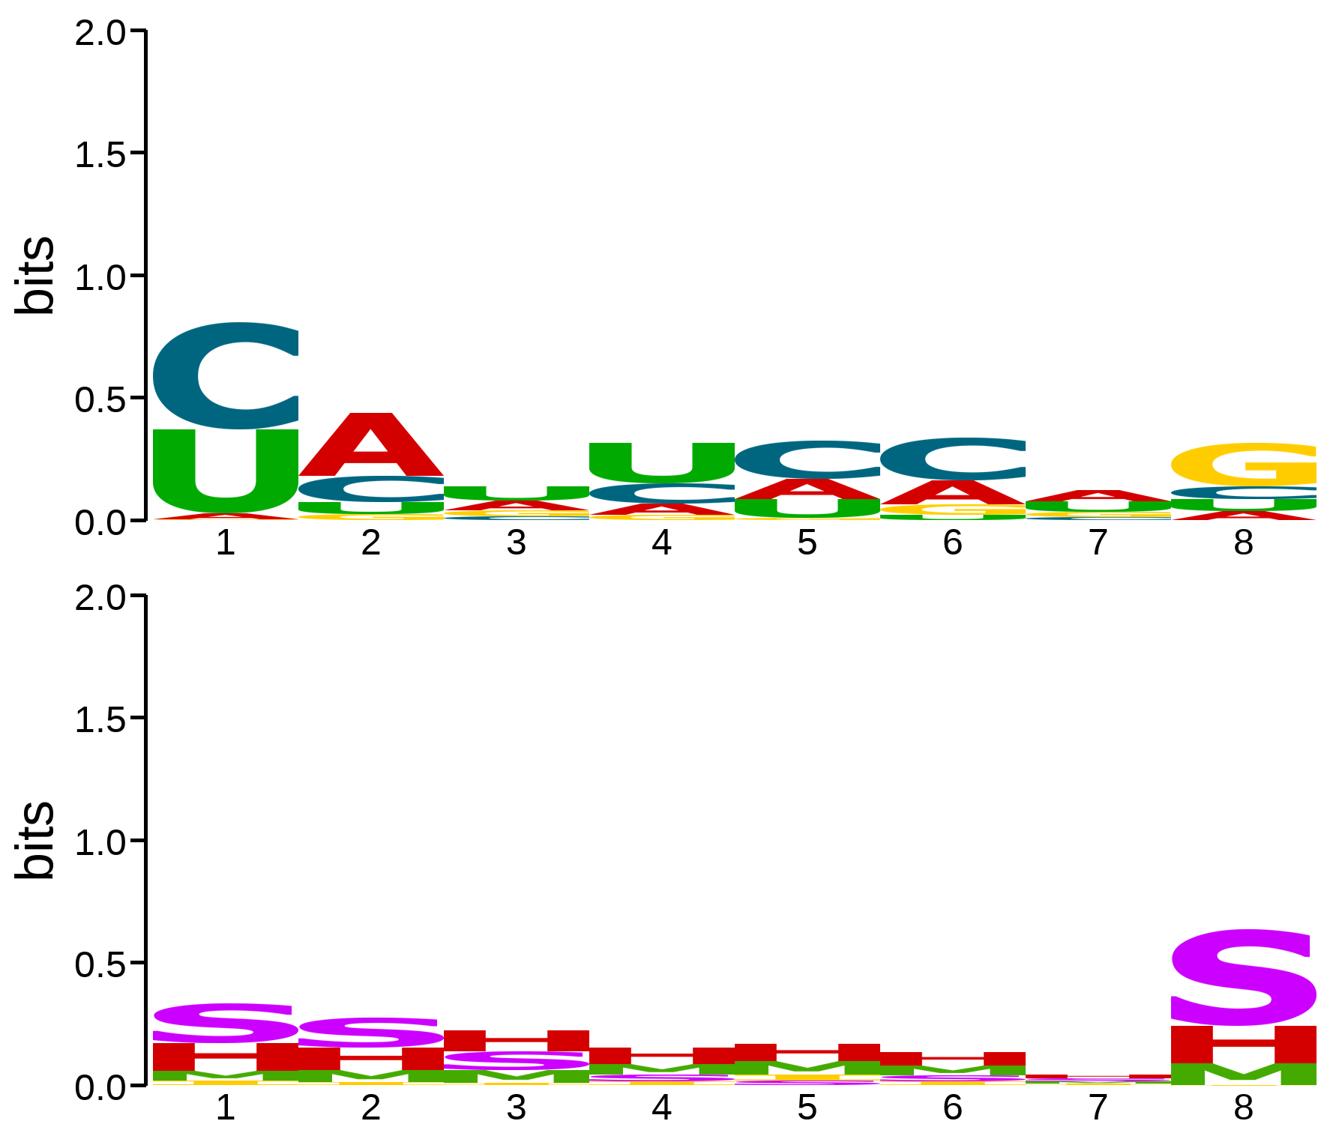 2.0
1.5
1.0
0.5
0.0
bits
C U A
A C U G
U A G C
U C A G
C A U G
C A G U
A U G C
G C U A
1 2 3 4 5 6 7 8
2.0
1.5
1.0
0.5
0.0
bits
S H M I
S H M I
H S M I
H M S I
H M I S
H M S I
H S M I
S H M
1 2 3 4 5 6 7 8